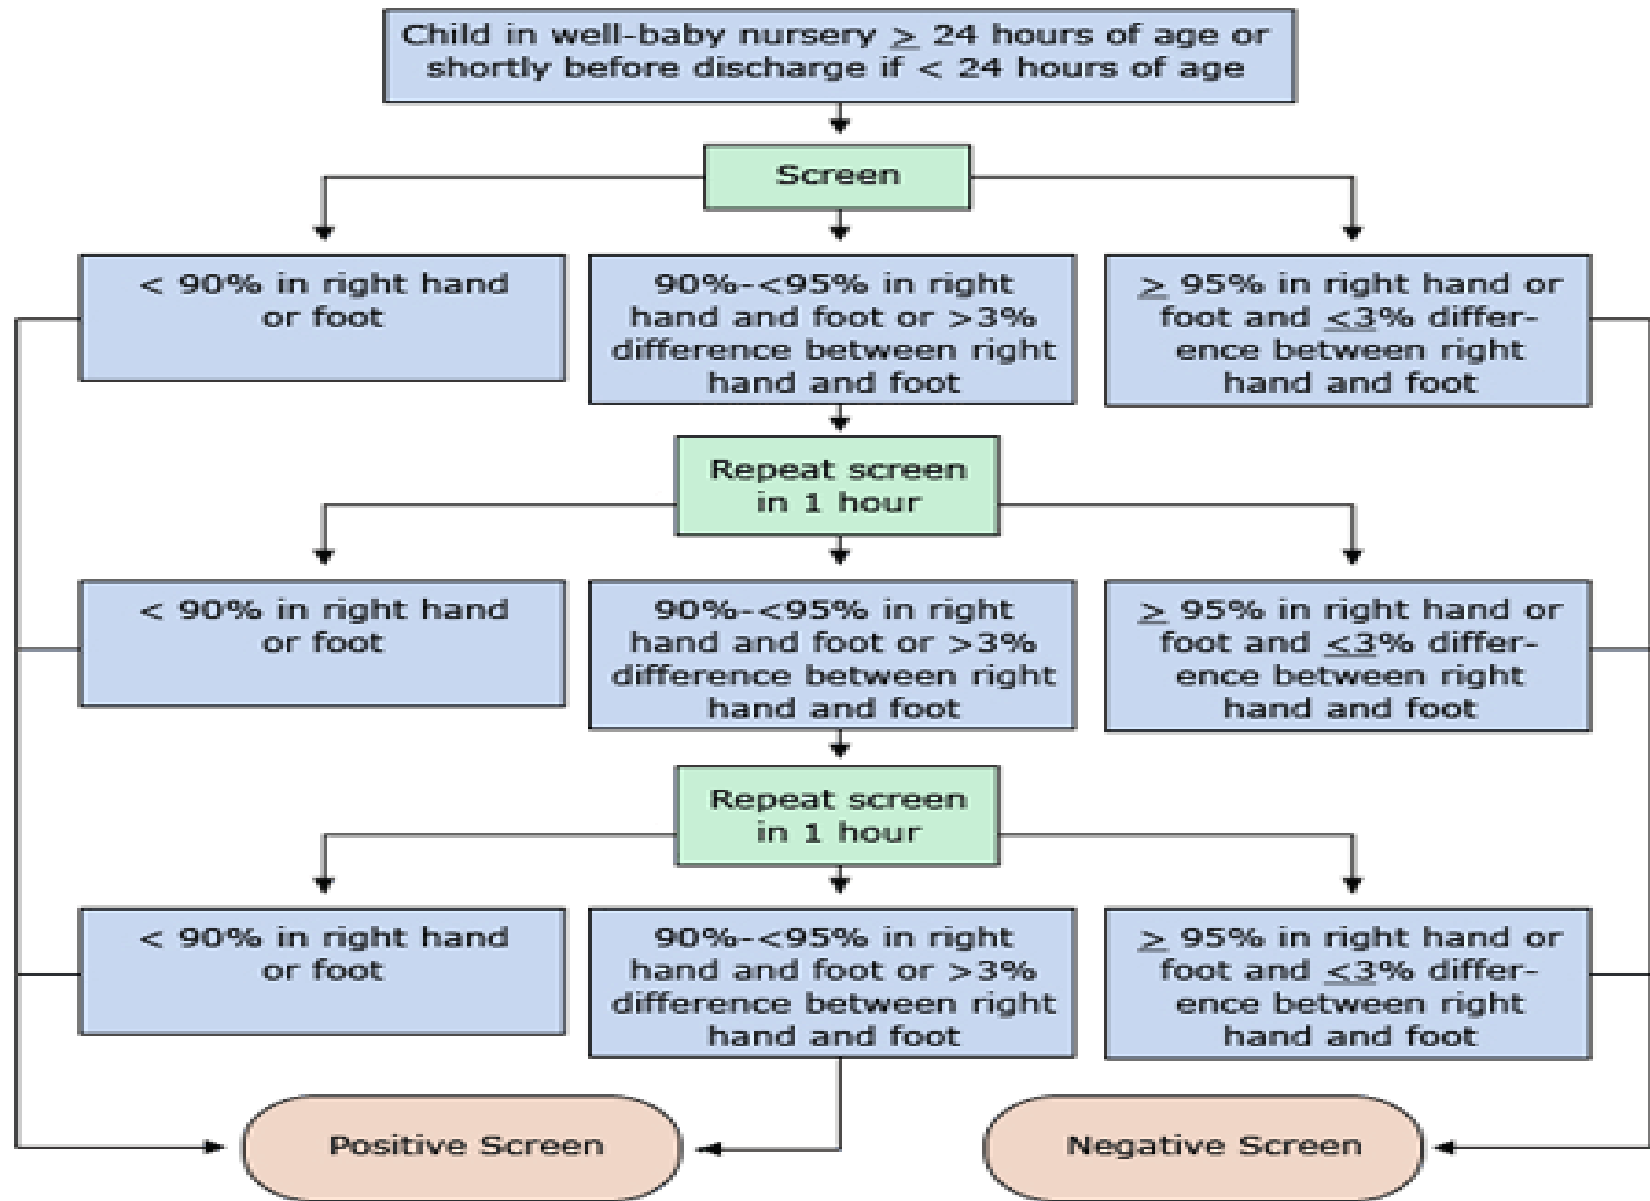 Child in well-baby nursery ≥ 24 hours of age or
shortly before discharge if < 24 hours of age
Screen
< 90% in right hand
or foot
90%-<95% in right
hand and foot or >3%
difference between right
hand and foot
≥ 95% in right hand or
foot and ≤3% differ-
ence between right
hand and foot
Repeat screen
in 1 hour
< 90% in right hand
or foot
90%-<95% in right
hand and foot or >3%
difference between right
hand and foot
≥ 95% in right hand or
foot and ≤3% differ-
ence between right
hand and foot
Repeat screen
in 1 hour
< 90% in right hand
or foot
90%-<95% in right
hand and foot or >3%
difference between right
hand and foot
≥ 95% in right hand or
foot and ≤3% differ-
ence between right
hand and foot
Positive Screen
Negative Screen